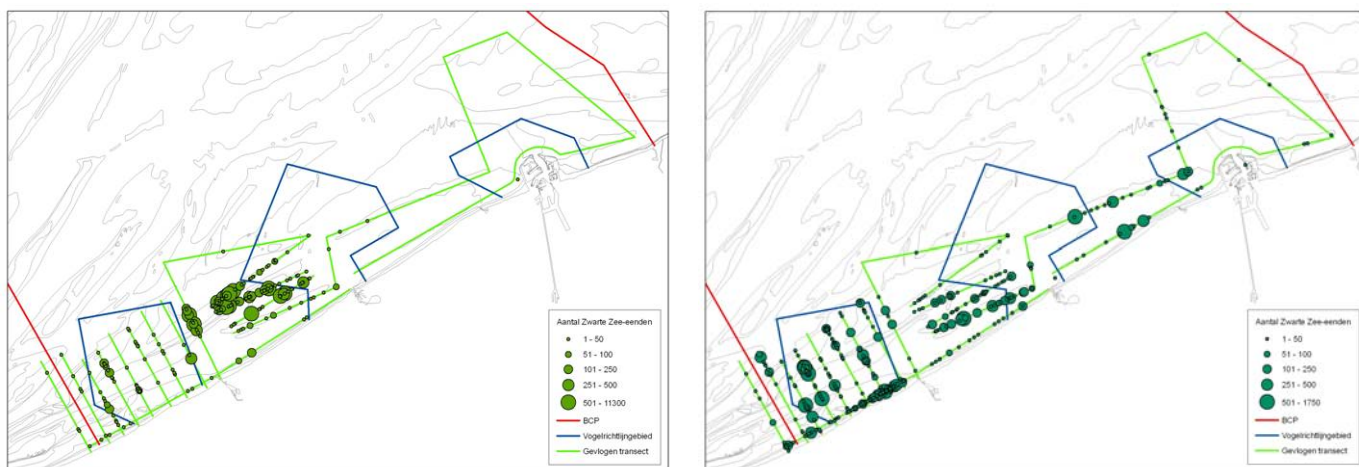 Aantal Zwarte Zee-eenden
1 - 50
51 - 100
101 - 250
251 - 500
501 - 11300
BCP
Vogelrichtlijngebied
Gevlogen transect
Aantal Zwarte Zee-eenden
1 - 50
51 - 100
101 - 250
251 - 500
501 - 1750
BCP
Vogelrichtlijngebied
Gevlogen transect